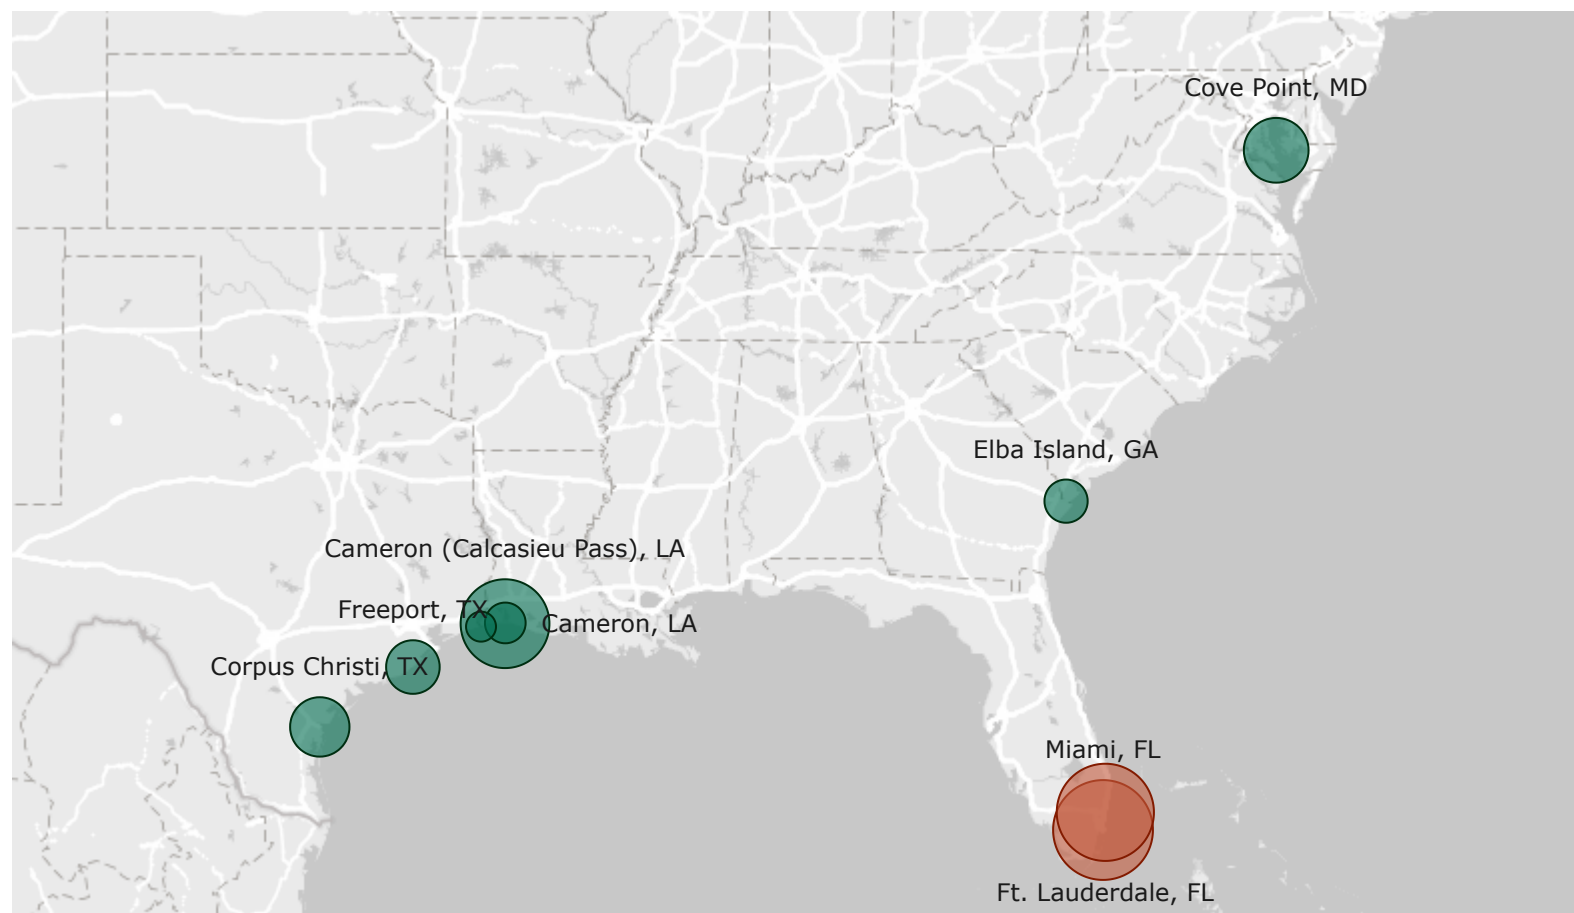 Cove Point, MD
Elba Island, GA
Cameron (Calcasieu Pass), LA
Freeport, TX
Cameron, LA
Corpus Christi, TX
Miami, FL
Ft. Lauderdale, FL